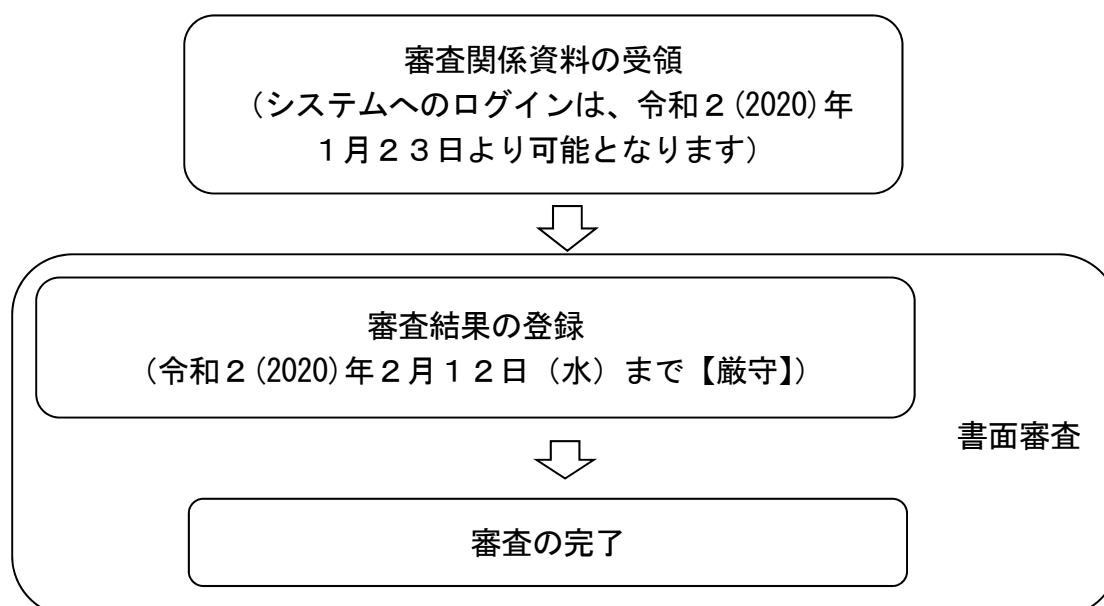 審査関係資料の受領
（システムへのログインは、令和２(2020)年
１月２３日より可能となります）
審査結果の登録
（令和２(2020)年２月１２日（水）まで【厳守】）
書面審査
審査の完了